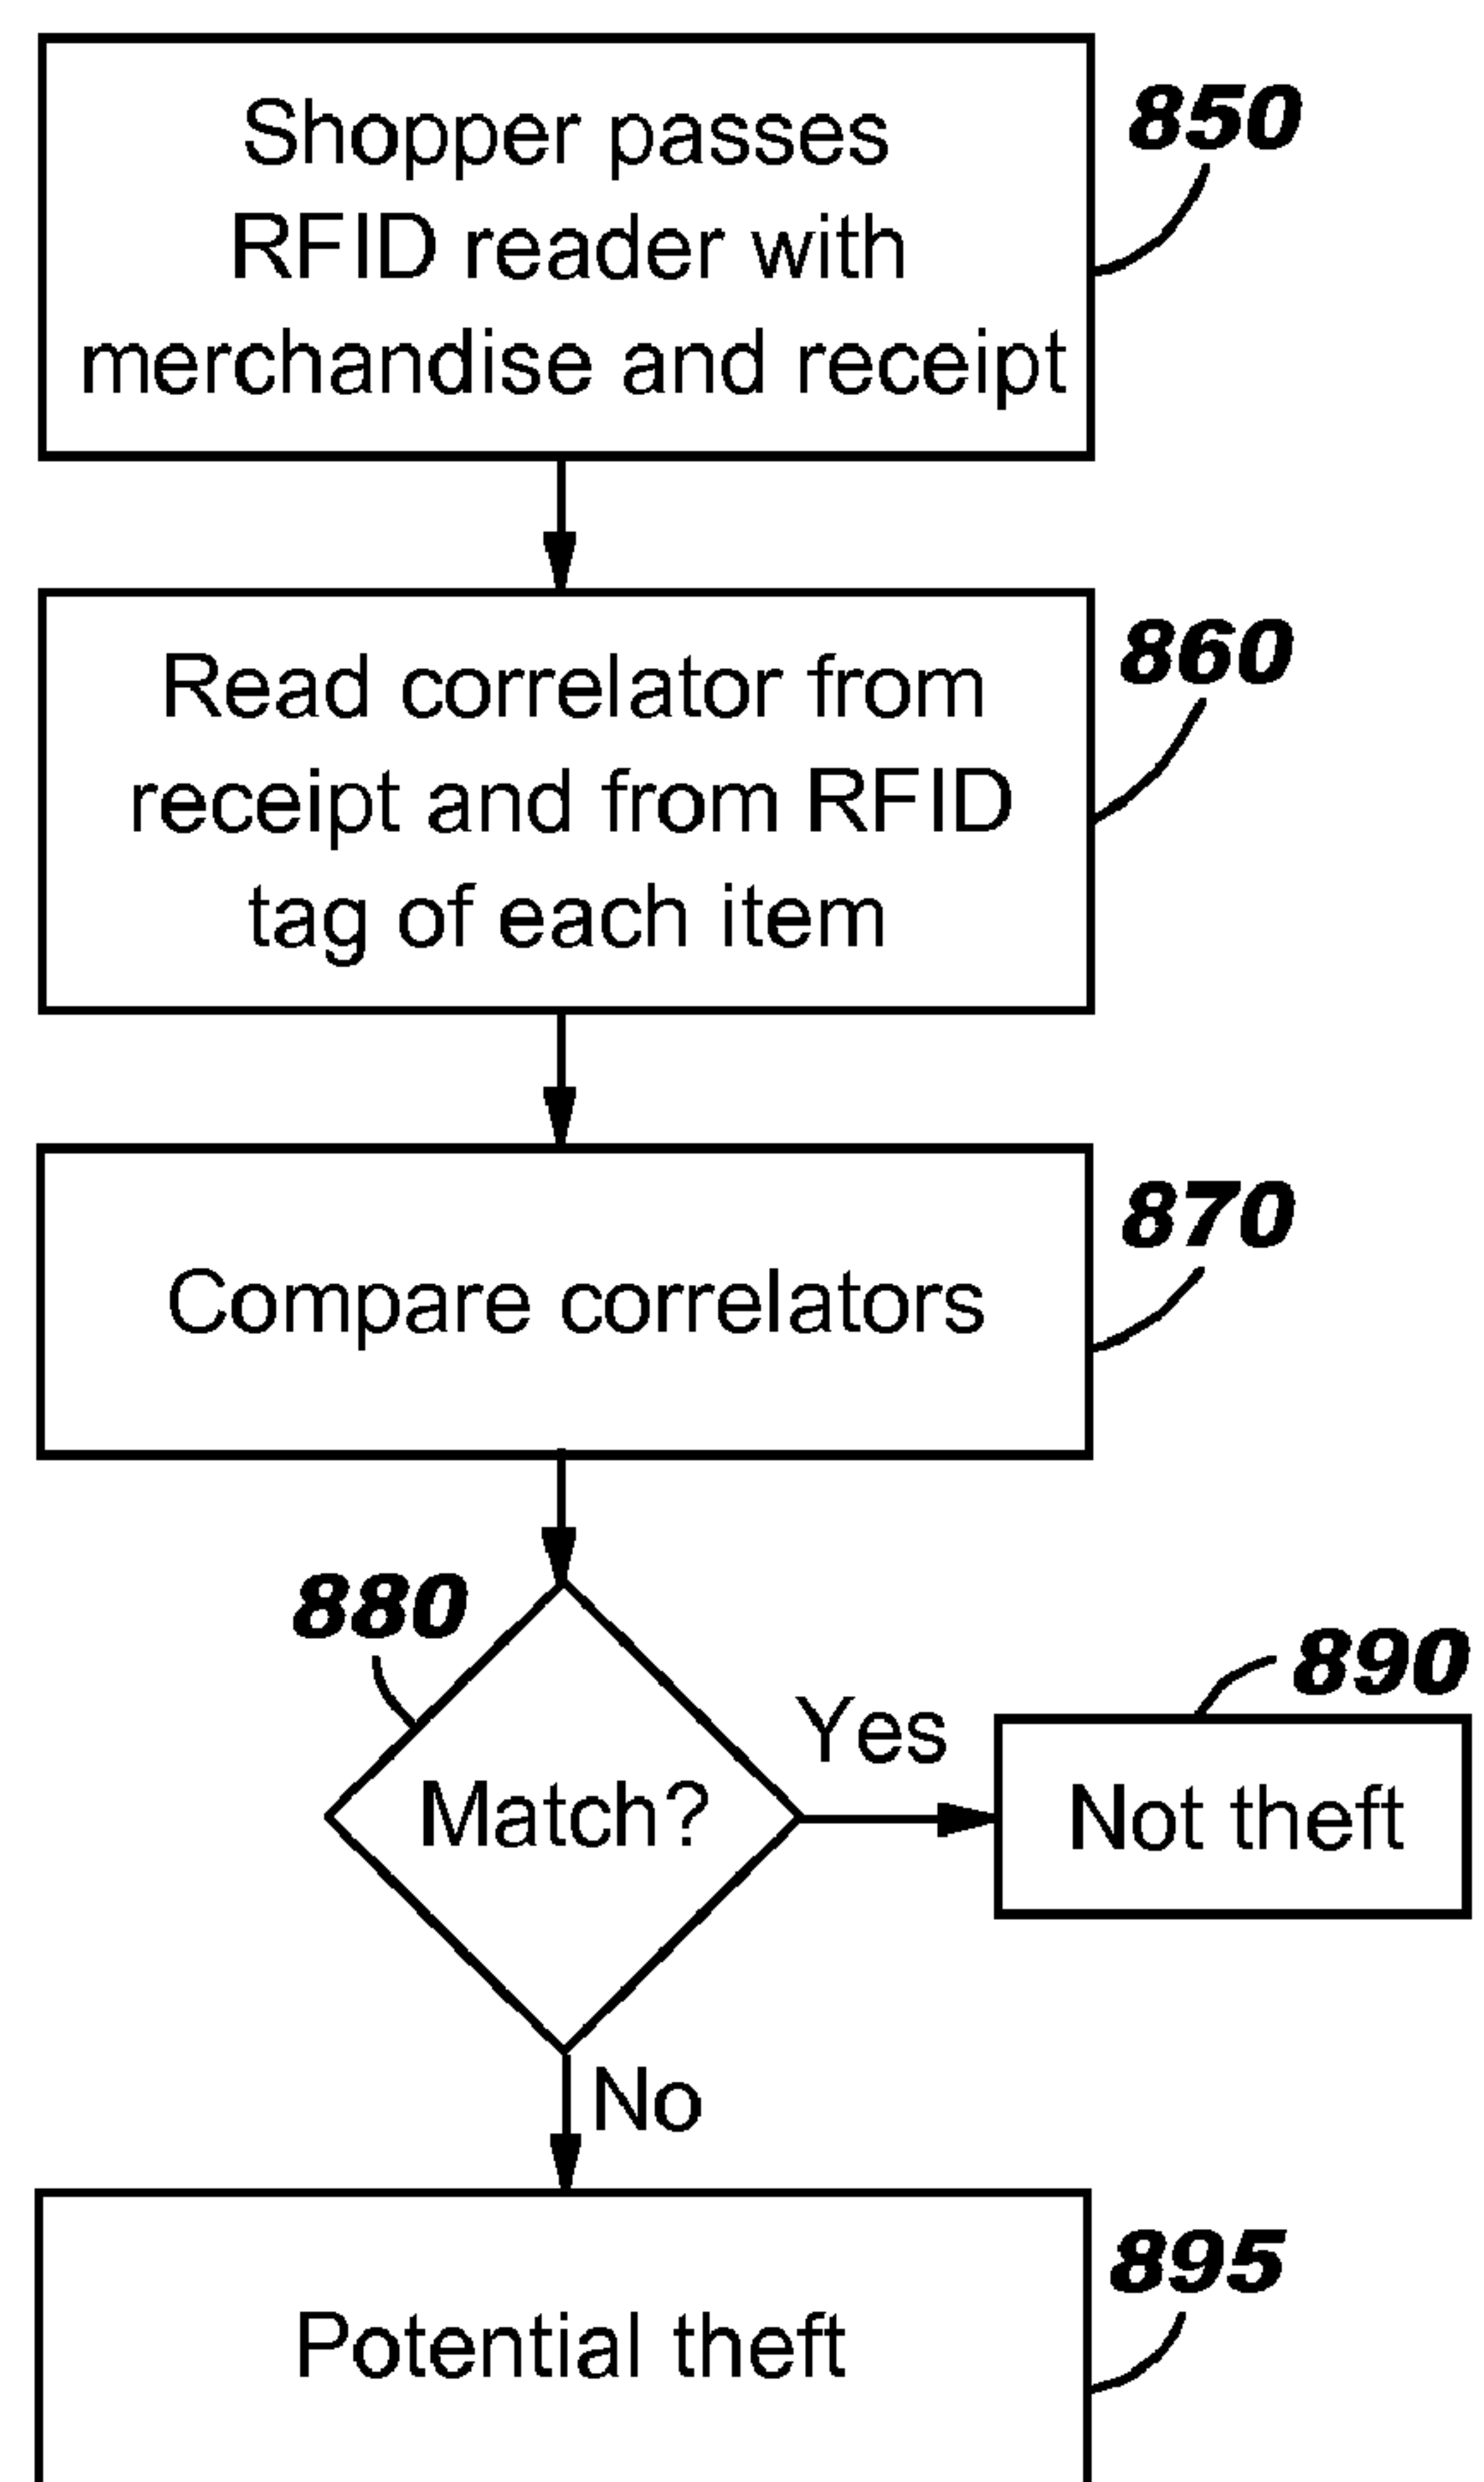 Shopper passes
RFID reader with
merchandise and receipt
850
Read correlator from
receipt and from RFID
tag of each item
860
Compare correlators
870
880
Match?
Yes
890
Not theft
No
Potential theft
895